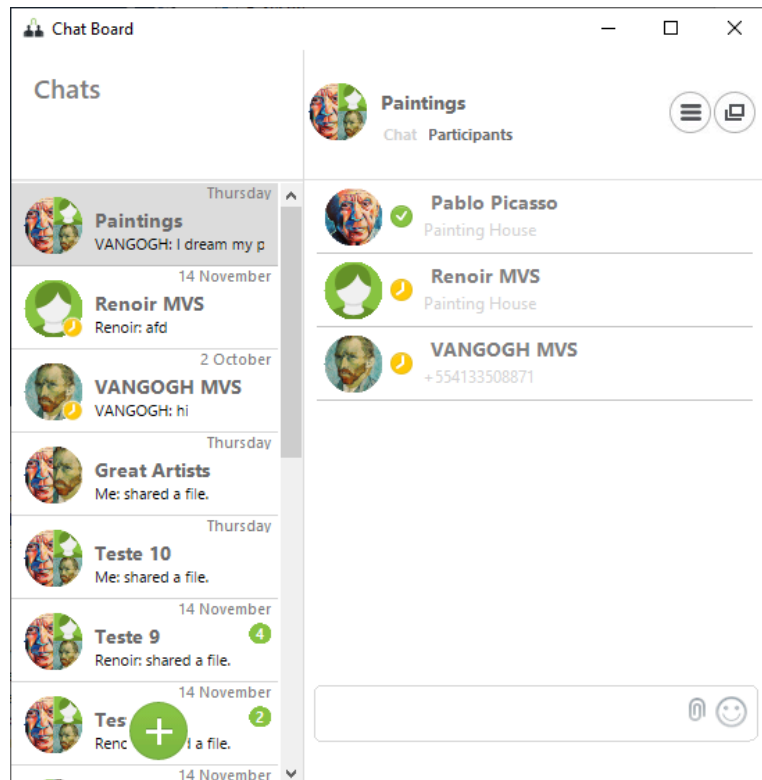 Chat Board
Chats
Paintings
Chat Participants
Thursday
Paintings
VANGOGH: I dream my p
14 November
Renoir MVS
Renoir: afd
2 October
VANGOGH MVS
VANGOGH: hi
Thursday
Great Artists
Me: shared a file.
Thursday
Teste 10
Me: shared a file.
14 November
Teste 9
4
Renoir: shared a file.
14 November
Tes
2
a file.
14 November
Pablo Picasso
Painting House
Renoir MVS
Painting House
VANGOGH MVS
+554133508871